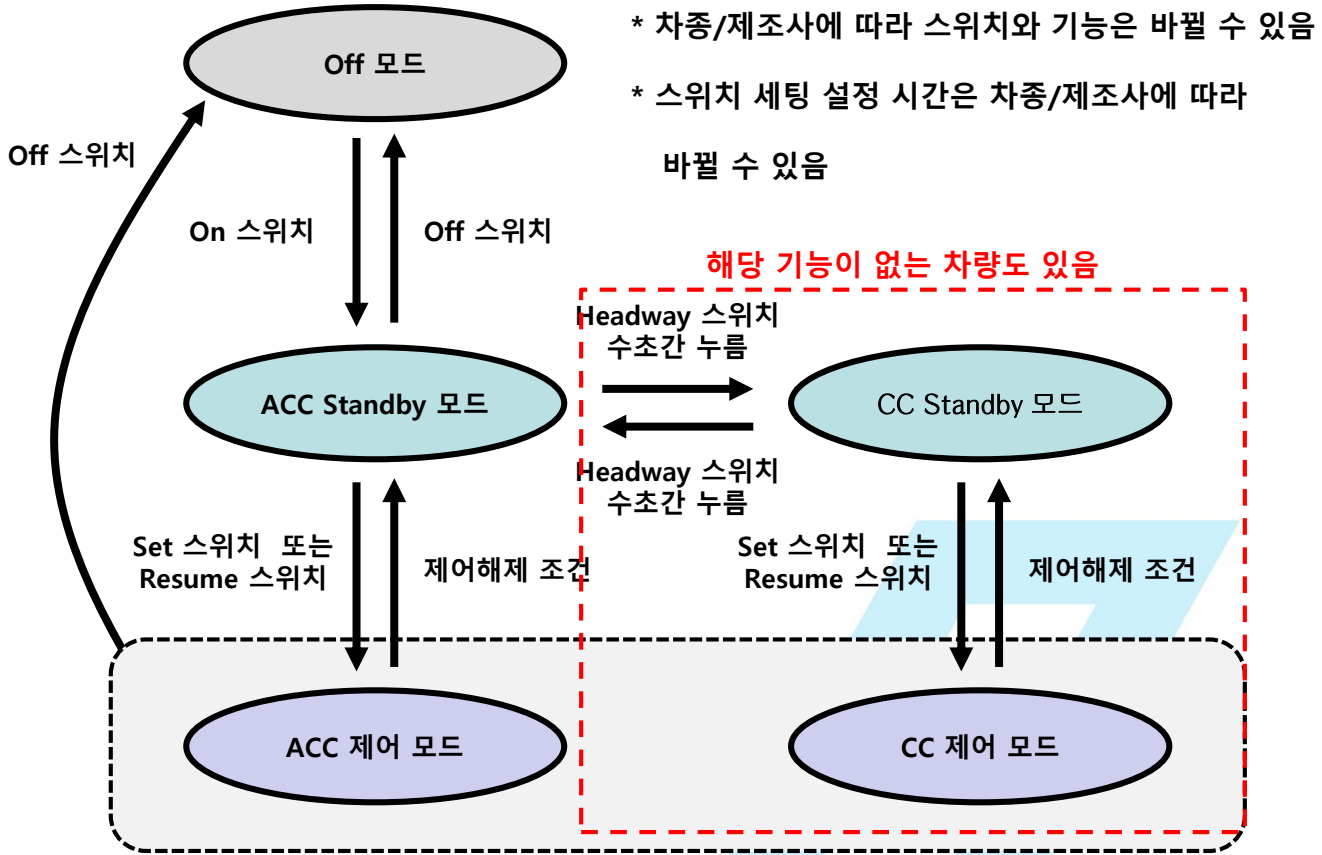 * 차종/제조사에 따라 스위치와 기능은 바뀔 수 있음
Off 모드
* 스위치 세팅 설정 시간은 차종/제조사에 따라
바뀔 수 있음
Off 스위치
On 스위치
Off 스위치
해당 기능이 없는 차량도 있음
Headway 스위치
수초간 누름
ACC Standby 모드
CC Standby 모드
Headway 스위치
수초간 누름
Set 스위치 또는
Resume 스위치
제어해제 조건
Set 스위치 또는
Resume 스위치
제어해제 조건
ACC 제어 모드
CC 제어 모드